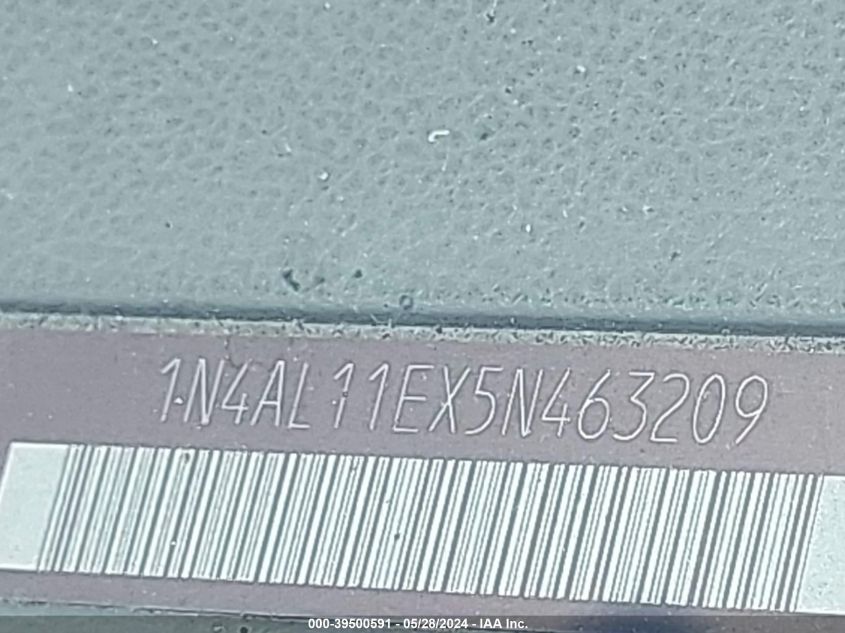 1N4AL11EX5N463209
000-39500591 - 05/28/2024 - IAA Inc.